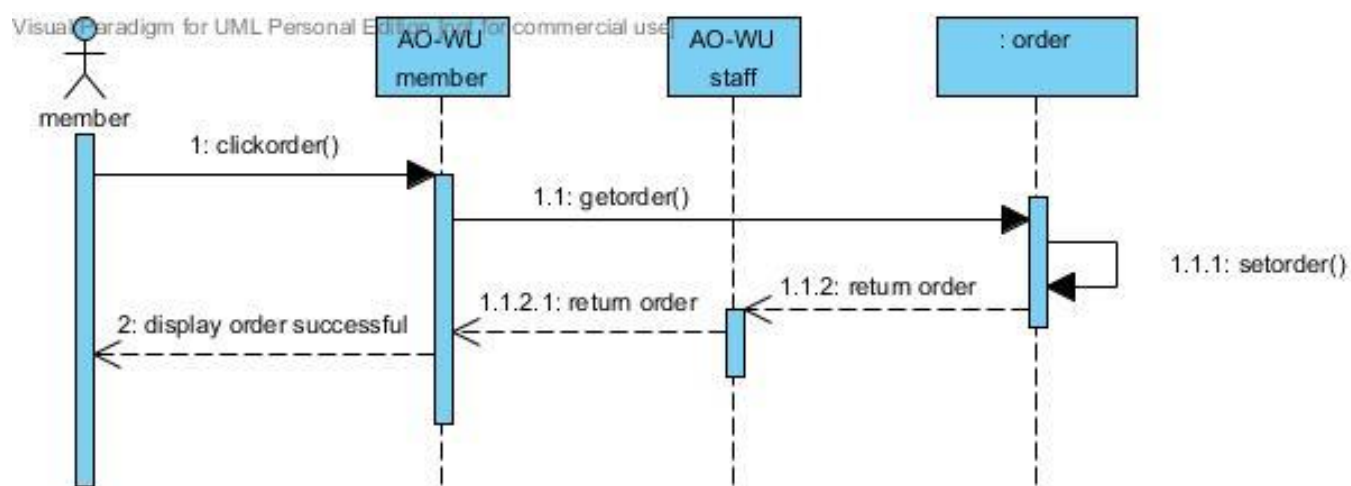 Visual Paradigm for UML Personal Edition [not for commercial use]
AO-WU
member
AO-WU
staff
: order
member
1: clickorder()
1.1: getorder()
1.1.1: setorder()
1.1.2: return order
1.1.2.1: return order
2: display order successful